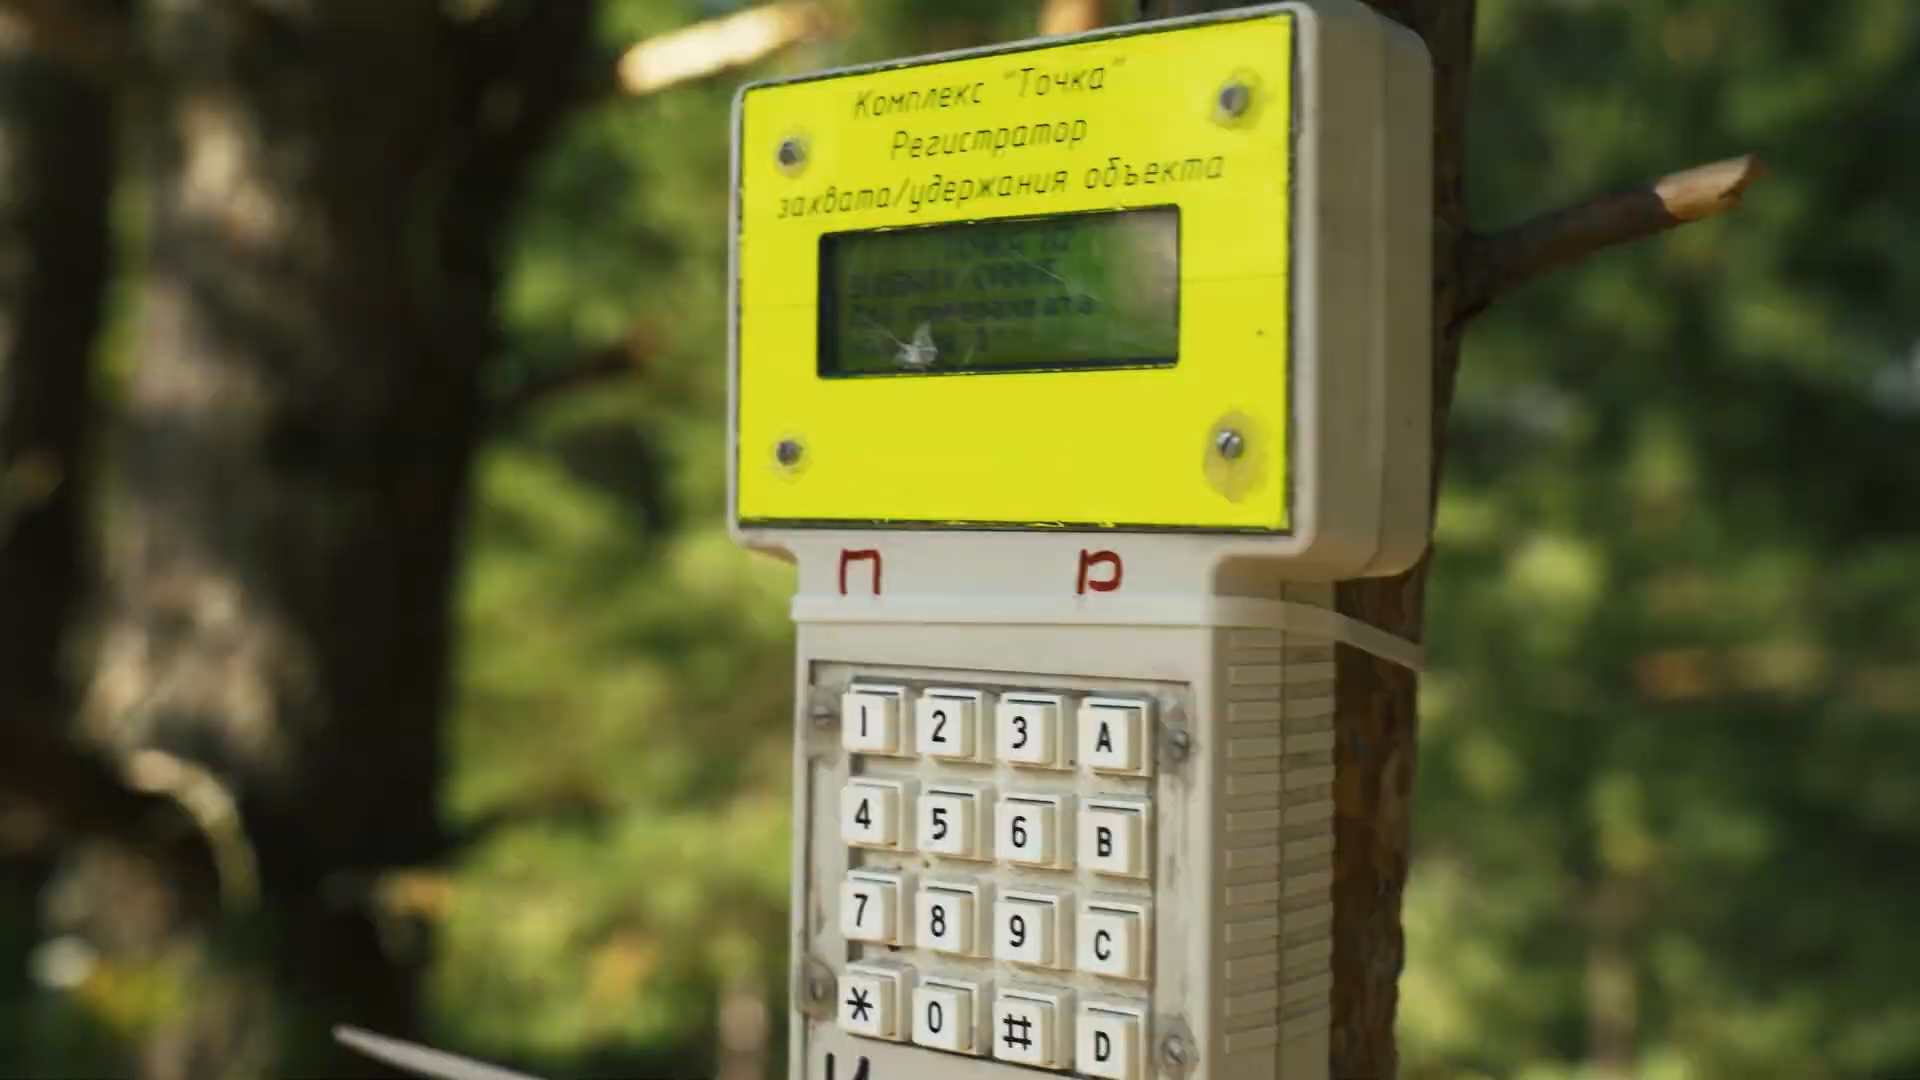 Комплекс "Точка"
Регистратор
захвата/удержания объекта
П Р
1 2 3 A
4 5 6 B
7 8 9 C
* 0 # D